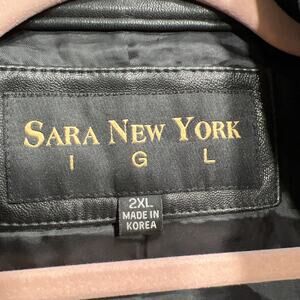 SARA NEW YORK
I G L
2XL
MADE IN
KOREA